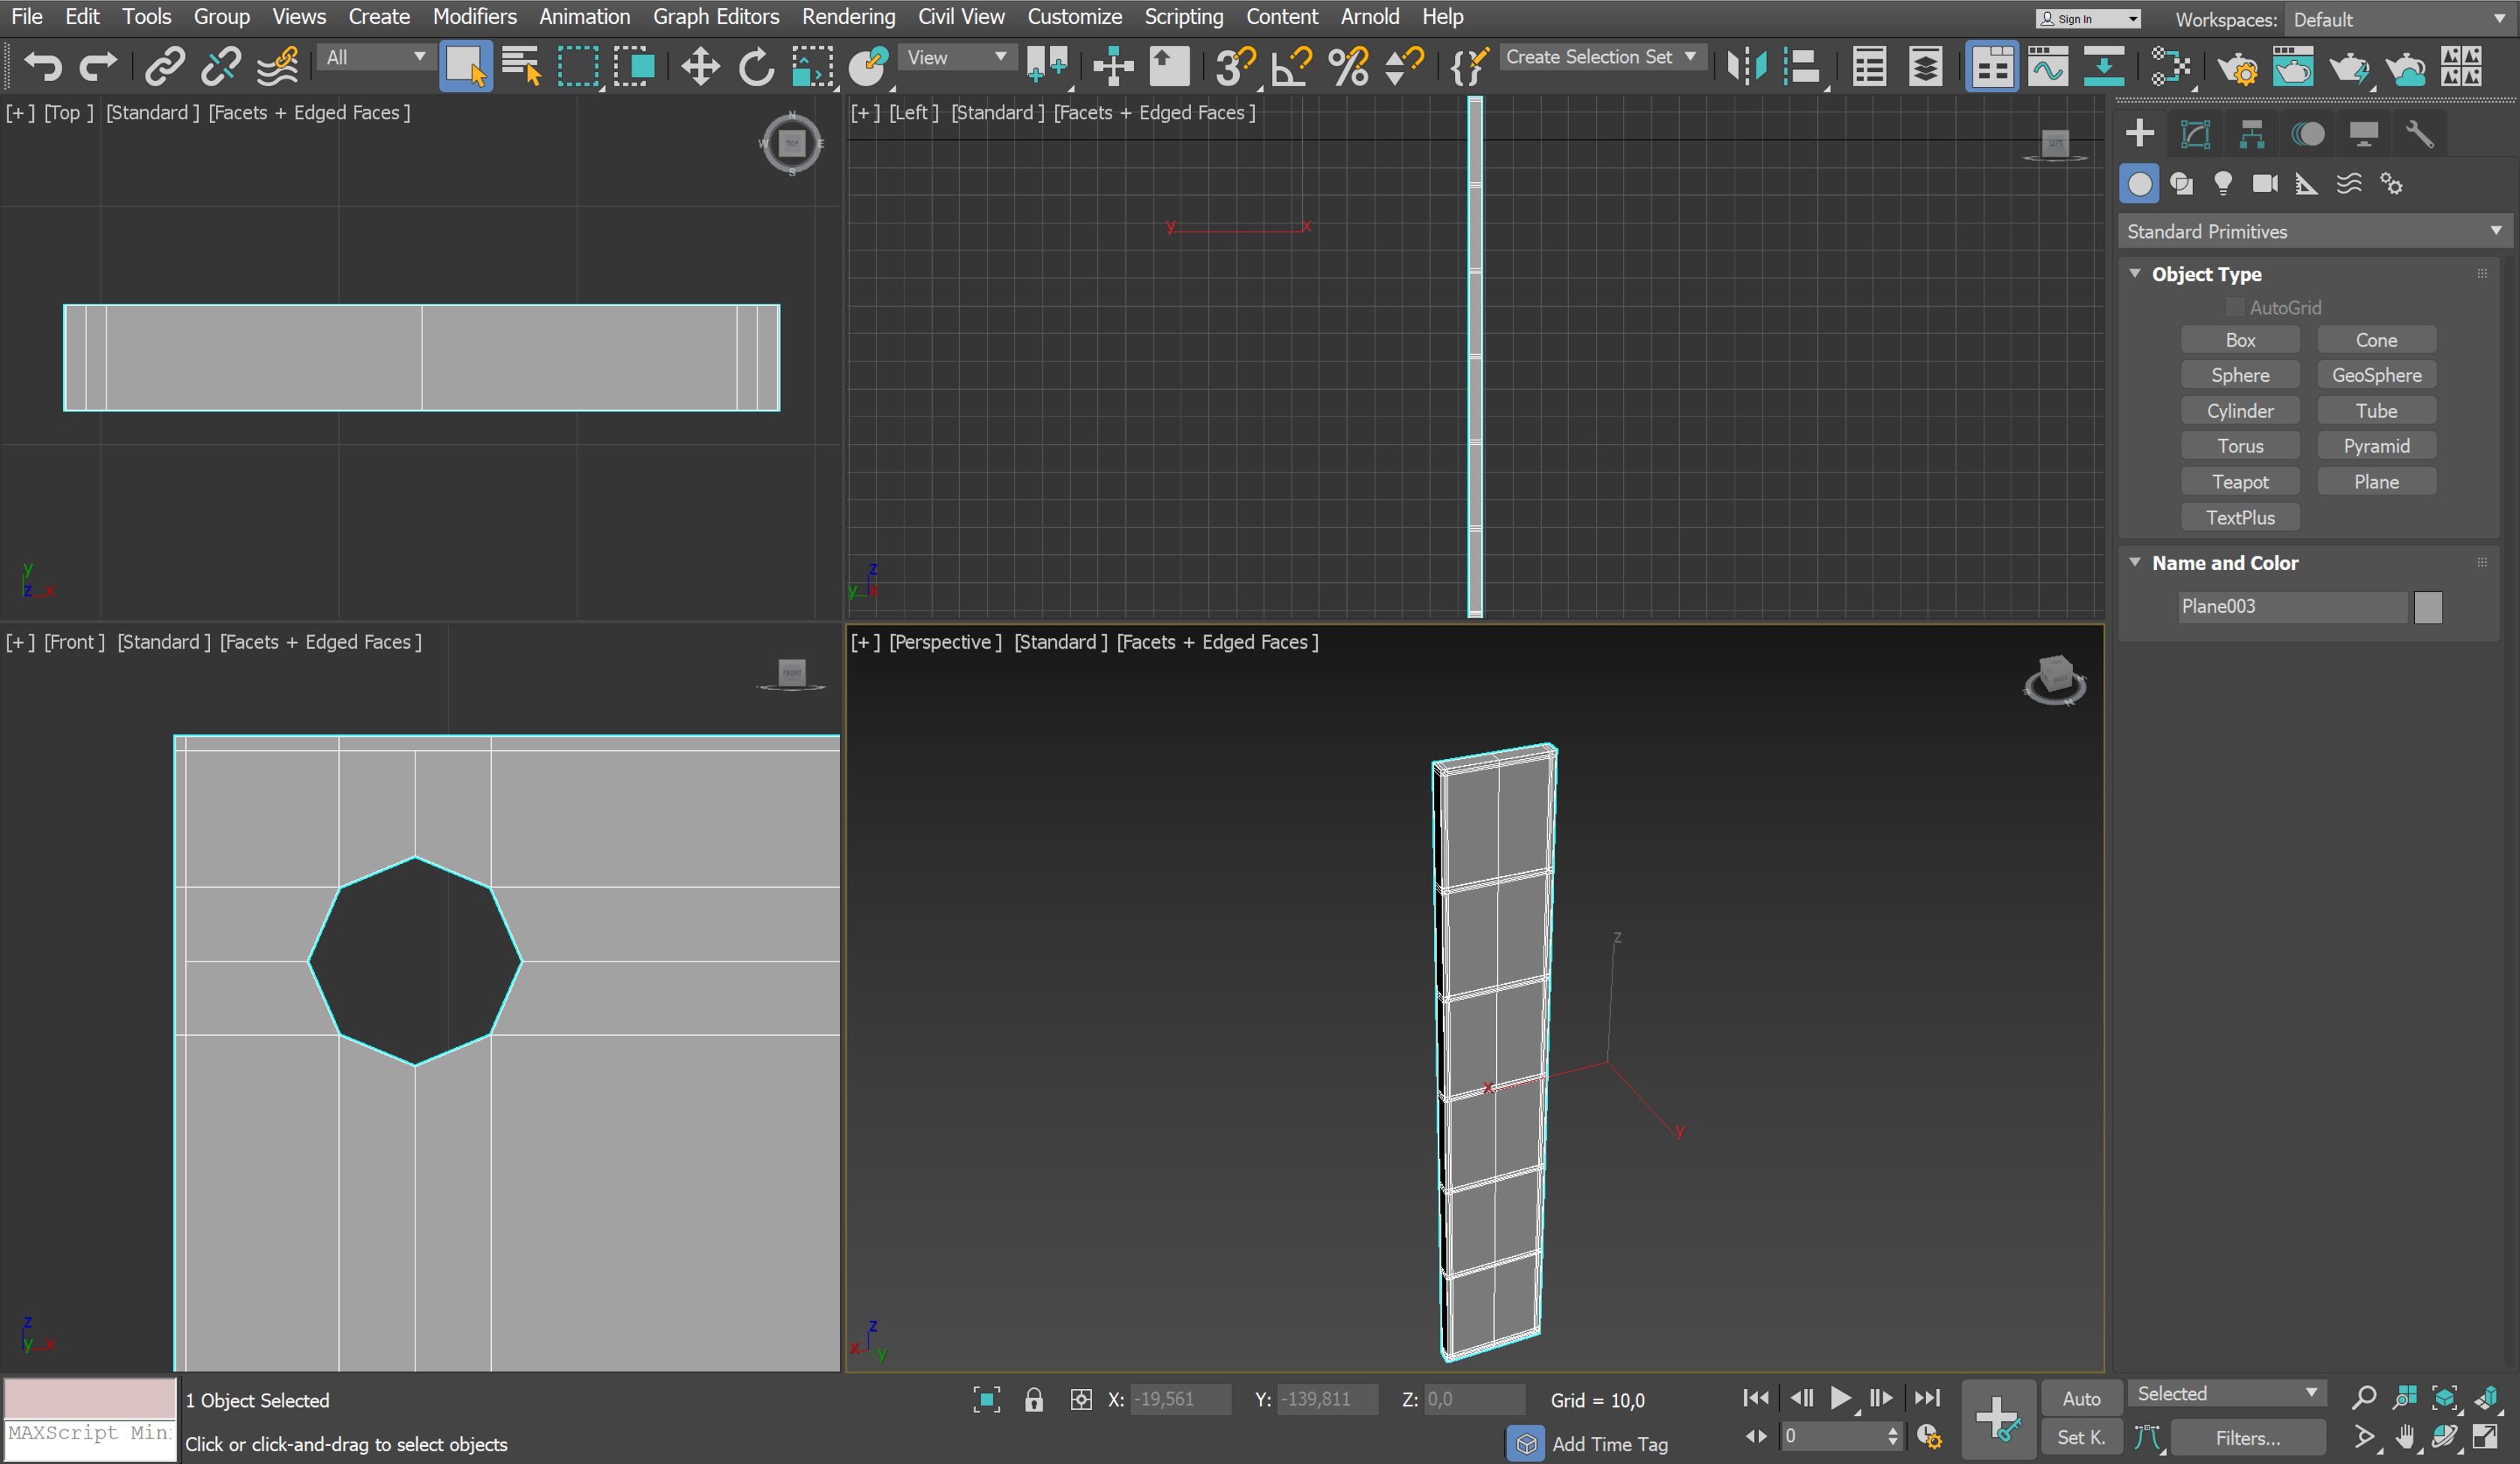 File Edit Tools Group Views Create Modifiers Animation Graph Editors Rendering Civil View Customize Scripting Content Arnold Help
Sign In
Workspaces: Default
All
View
Create Selection Set
[+] [Top ] [Standard ] [Facets + Edged Faces ]
N
W TOP E
S
y
z x
[+] [Left ] [Standard ] [Facets + Edged Faces ]
LEFT
y x
z
y x
[+] [Front ] [Standard ] [Facets + Edged Faces ]
FRONT
z
y x
[+] [Perspective ] [Standard ] [Facets + Edged Faces ]
z
x
y
z
x y
Standard Primitives
Object Type
AutoGrid
Box Cone
Sphere GeoSphere
Cylinder Tube
Torus Pyramid
Teapot Plane
TextPlus
Name and Color
Plane003
1 Object Selected
X: -19,561 Y: -139,811 Z: 0,0 Grid = 10,0
Auto Selected
MAXScript Min
Click or click-and-drag to select objects
Add Time Tag
0
Set K. Filters...